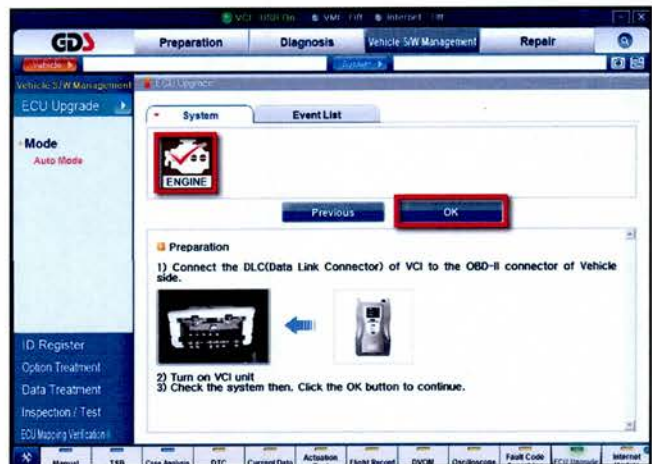 VCI : USB On VMI : Off Internet : Off
GDS
Preparation
Diagnosis
Vehicle S/W Management
Repair
Vehicle
System
Vehicle S/W Management
ECU Upgrade
ECU Upgrade
System
Event List
Mode
Auto Mode
ENGINE
Previous
OK
Preparation
1) Connect the DLC(Data Link Connector) of VCI to the OBD-II connector of Vehicle
side.
2) Turn on VCI unit
3) Check the system then. Click the OK button to continue.
ID Register
Option Treatment
Data Treatment
Inspection / Test
ECU Mapping Verification
Manual
TSB
Case Analysis
DTC
Current Data
Actuation
Flight Record
DVOM
Oscilloscope
Fault Code
ECU Upgrade
Internet